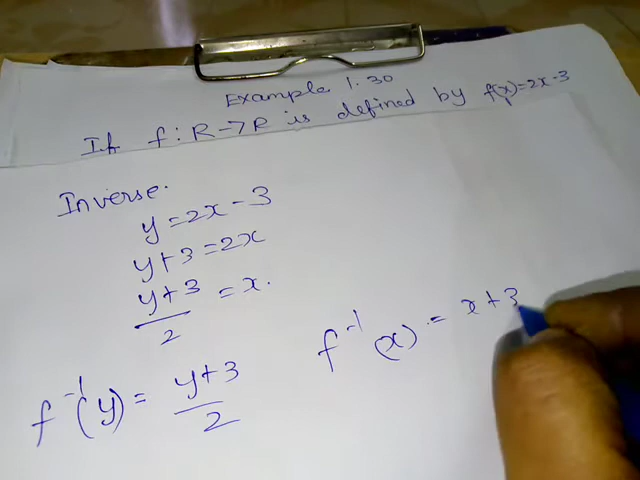 Example 1.30
If f : R → R is defined by f(x)=2x-3
Inverse.
y = 2x - 3
y+3 = 2x
y+3/2 = x.
f⁻¹(y) = y+3/2
f⁻¹(x) = x+3